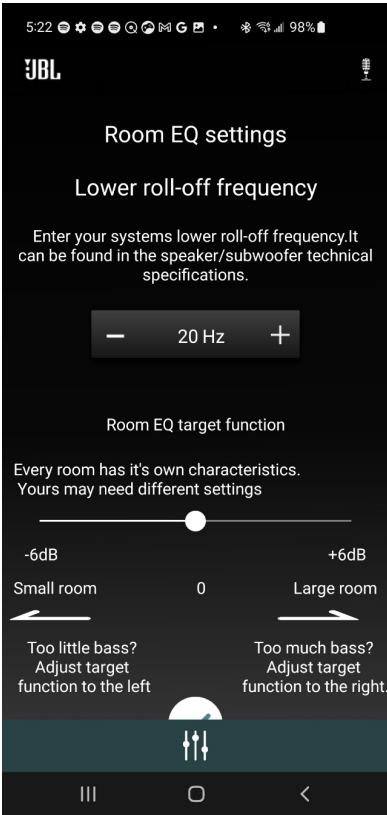 5:22 98%
JBL
Room EQ settings
Lower roll-off frequency
Enter your systems lower roll-off frequency.It
can be found in the speaker/subwoofer technical
specifications.
− 20 Hz +
Room EQ target function
Every room has it's own characteristics.
Yours may need different settings
-6dB +6dB
Small room 0 Large room
Too little bass? Too much bass?
Adjust target Adjust target
function to the left function to the right.